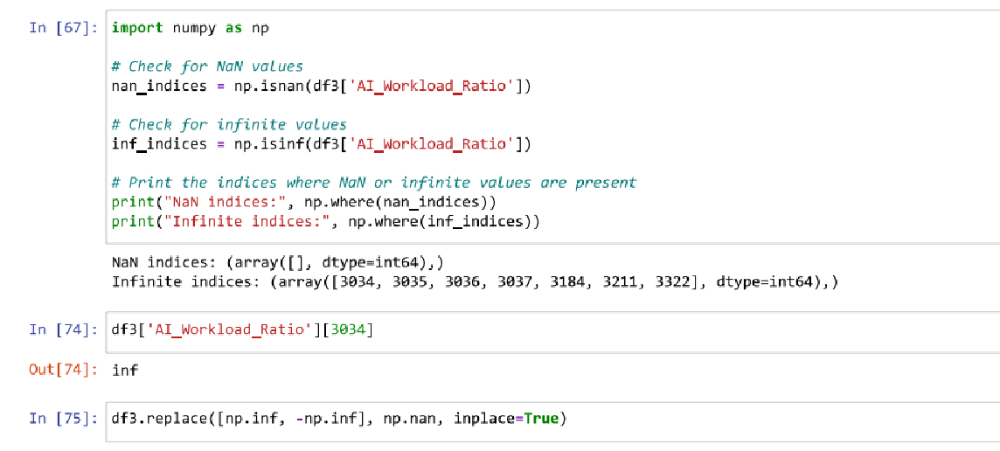 In [67]: import numpy as np
# Check for NaN values
nan_indices = np.isnan(df3['AI_Workload_Ratio'])
# Check for infinite values
inf_indices = np.isinf(df3['AI_Workload_Ratio'])
# Print the indices where NaN or infinite values are present
print("NaN indices:", np.where(nan_indices))
print("Infinite indices:", np.where(inf_indices))
NaN indices: (array([], dtype=int64),)
Infinite indices: (array([3034, 3035, 3036, 3037, 3184, 3211, 3322], dtype=int64),)
In [74]: df3['AI_Workload_Ratio'][3034]
Out[74]: inf
In [75]: df3.replace([np.inf, -np.inf], np.nan, inplace=True)